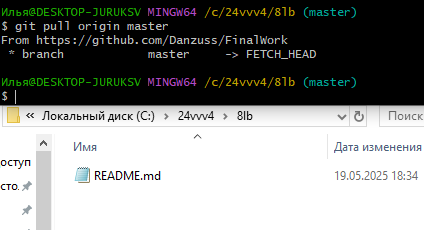 Илья@DESKTOP-JURUKSV MINGW64 /c/24vvv4/8lb (master)
$ git pull origin master
From https://github.com/Danzuss/FinalWork
 * branch            master     -> FETCH_HEAD
Илья@DESKTOP-JURUKSV MINGW64 /c/24vvv4/8lb (master)
$
« Локальный диск (C:) › 24vvv4 › 8lb
Поиск
Имя
Дата изменения
оступ
README.md
19.05.2025 18:34
сто.